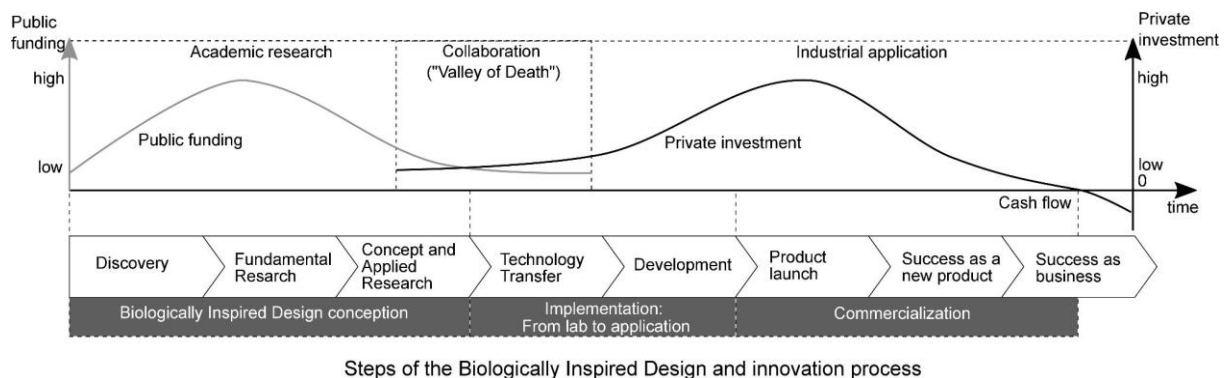 Public
funding
Academic research
Collaboration
("Valley of Death")
Industrial application
Private
investment
high
high
Public funding
Private investment
low
low
0
Cash flow
time
Discovery
Fundamental
Resarch
Concept and
Applied
Research
Technology
Transfer
Development
Product
launch
Success as a
new product
Success as
business
Biologically Inspired Design conception
Implementation:
From lab to application
Commercialization
Steps of the Biologically Inspired Design and innovation process